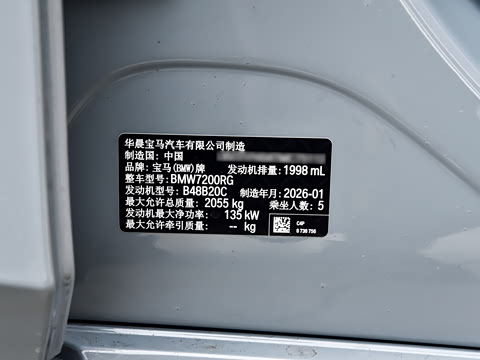 华晨宝马汽车有限公司制造
制造国: 中国
品牌: 宝马(BMW)牌 发动机排量: 1998 mL
整车型号: BMW7200RG
发动机型号: B48B20C 制造年月: 2026-01
最大允许总质量: 2055 kg 乘坐人数: 5
发动机最大净功率: 135 kW
最大允许牵引质量: -- kg
C4P
8 738 756